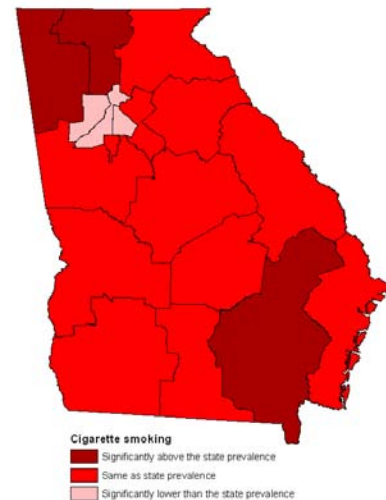 Cigarette smoking
Significantly above the state prevalence
Same as state prevalence
Significantly lower than the state prevalence